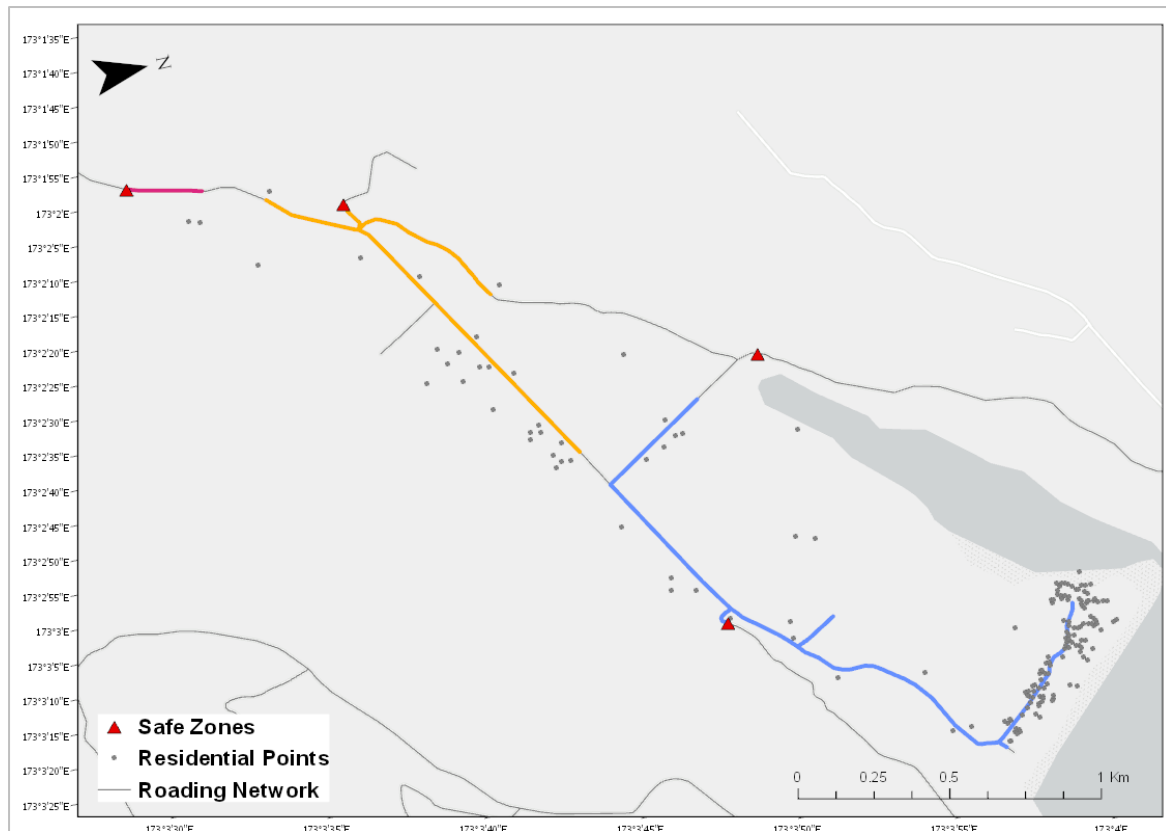 173°1'35"E
173°1'40"E
N
173°1'45"E
173°1'50"E
173°1'55"E
173°2'E
173°2'5"E
173°2'10"E
173°2'15"E
173°2'20"E
173°2'25"E
173°2'30"E
173°2'35"E
173°2'40"E
173°2'45"E
173°2'50"E
173°2'55"E
173°3'E
173°3'5"E
173°3'10"E
173°3'15"E
173°3'20"E
173°3'25"E
Safe Zones
Residential Points
Roading Network
0 0.25 0.5 1 Km
173°3'30"E 173°3'35"E 173°3'40"E 173°3'45"E 173°3'50"E 173°3'55"E 173°4'E